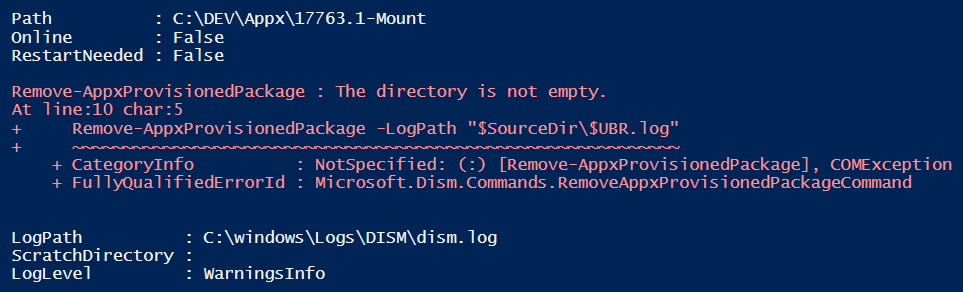 Path : C:\DEV\Appx\17763.1-Mount
Online : False
RestartNeeded : False
Remove-AppxProvisionedPackage : The directory is not empty.
At line:10 char:5
+ Remove-AppxProvisionedPackage -LogPath "$SourceDir\$UBR.log"
+ ~~~~~~~~~~~~~~~~~~~~~~~~~~~~~~~~~~~~~~~~~~~~~~~~~~~~~~~~~~~~
+ CategoryInfo : NotSpecified: (:) [Remove-AppxProvisionedPackage], COMException
+ FullyQualifiedErrorId : Microsoft.Dism.Commands.RemoveAppxProvisionedPackageCommand
LogPath : C:\windows\Logs\DISM\dism.log
ScratchDirectory :
LogLevel : WarningsInfo